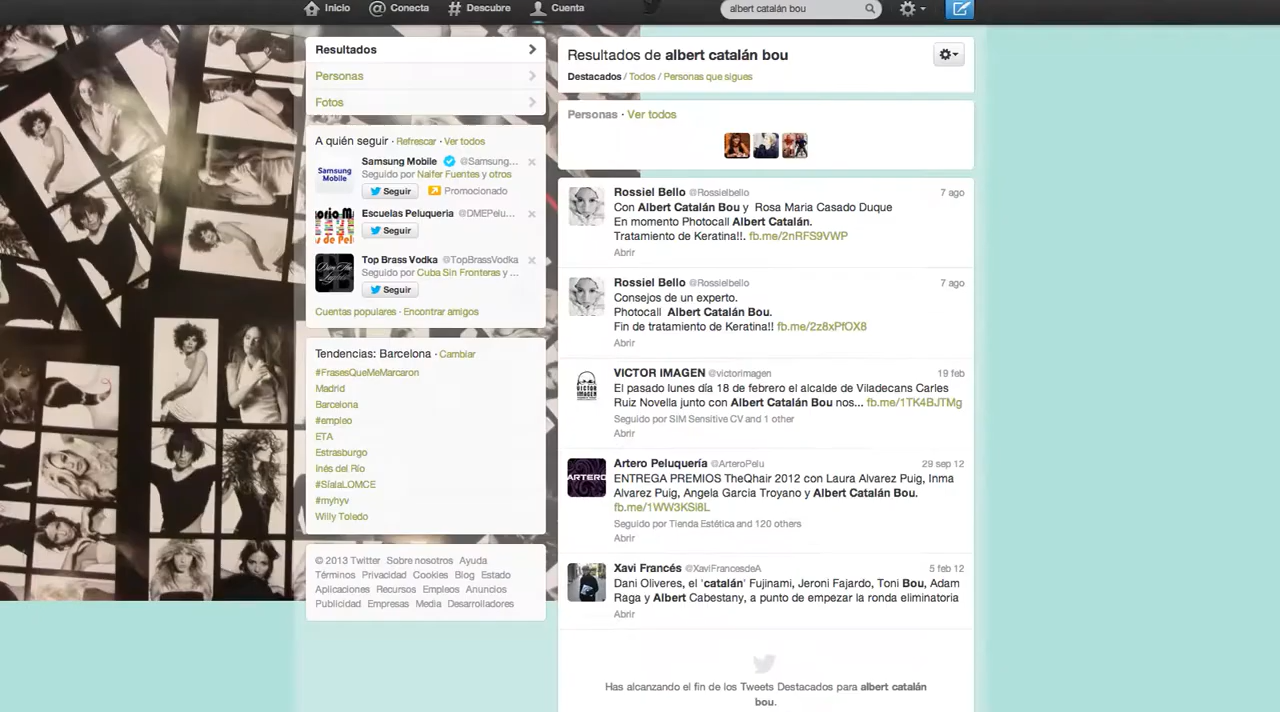 Inicio
Conecta
Descubre
Cuenta
albert catalán bou
Resultados
Personas
Fotos
A quién seguir · Refrescar · Ver todos
Samsung Mobile
Samsung Mobile @Samsung...
Seguido por Naifer Fuentes y otros
Seguir
Promocionado
Escuelas Peluqueria @DMEPelu...
Seguir
Top Brass Vodka @TopBrassVodka
Seguido por Cuba Sin Fronteras y ...
Seguir
Cuentas populares · Encontrar amigos
Tendencias: Barcelona · Cambiar
#FrasesQueMeMarcaron
Madrid
Barcelona
#empleo
ETA
Estrasburgo
Inés del Río
#SíalaLOMCE
#myhyv
Willy Toledo
© 2013 Twitter Sobre nosotros Ayuda
Términos Privacidad Cookies Blog Estado
Aplicaciones Recursos Empleos Anuncios
Publicidad Empresas Media Desarrolladores
Resultados de albert catalán bou
Destacados / Todos / Personas que sigues
Personas · Ver todos
Rossiel Bello @Rossielbello 7 ago
Con Albert Catalán Bou y Rosa Maria Casado Duque
En momento Photocall Albert Catalán.
Tratamiento de Keratina!!. fb.me/2nRFS9VWP
Abrir
Rossiel Bello @Rossielbello 7 ago
Consejos de un experto.
Photocall Albert Catalán Bou.
Fin de tratamiento de Keratina!! fb.me/2z8xPfOX8
Abrir
VICTOR IMAGEN @victorimagen 19 feb
El pasado lunes día 18 de febrero el alcalde de Viladecans Carles
Ruiz Novella junto con Albert Catalán Bou nos... fb.me/1TK4BJTMg
Seguido por SIM Sensitive CV and 1 other
Abrir
ARTERO
Artero Peluquería @ArteroPelu 29 sep 12
ENTREGA PREMIOS TheQhair 2012 con Laura Alvarez Puig, Inma
Alvarez Puig, Angela Garcia Troyano y Albert Catalán Bou.
fb.me/1WW3KSi8L
Seguido por Tienda Estética and 120 others
Abrir
Xavi Francés @XaviFrancesdeA 5 feb 12
Dani Oliveres, el 'catalán' Fujinami, Jeroni Fajardo, Toni Bou, Adam
Raga y Albert Cabestany, a punto de empezar la ronda eliminatoria
Abrir
Has alcanzando el fin de los Tweets Destacados para albert catalán
bou.